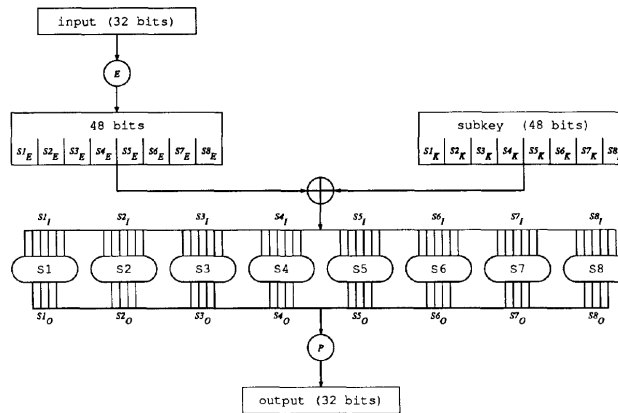 input (32 bits)
E
48 bits
subkey (48 bits)
S1E S2E S3E S4E S5E S6E S7E S8E
S1K S2K S3K S4K S5K S6K S7K S8
S1I S2I S3I S4I S5I S6I S7I S8I
S1 S2 S3 S4 S5 S6 S7 S8
S1O S2O S3O S4O S5O S6O S7O S8O
P
output (32 bits)